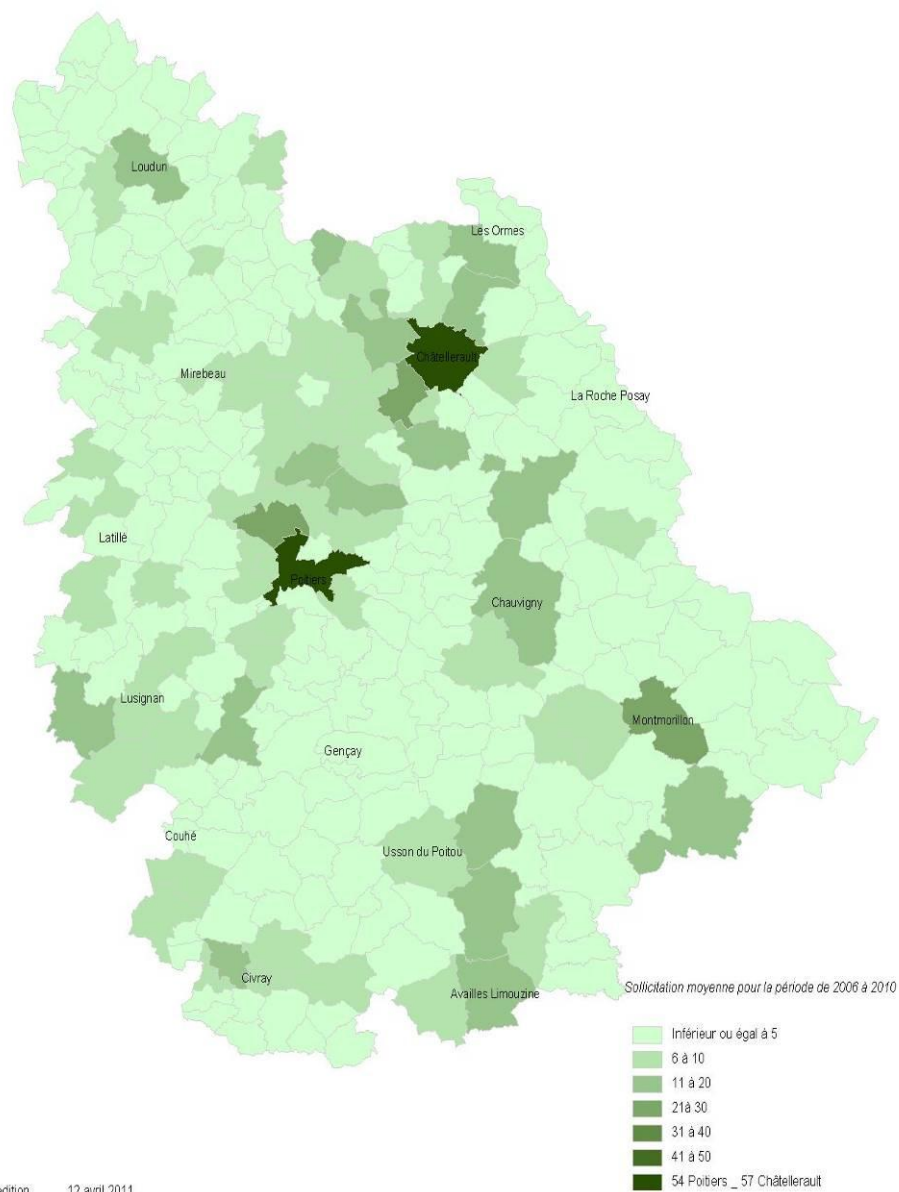 Loudun
Les Ormes
Châtellerault
Mirebeau
La Roche Posay
Latillé
Poitiers
Chauvigny
Lusignan
Montmorillon
Gençay
Couhé
Usson du Poitou
Civray
Availles Limouzine
Sollicitation moyenne pour la période de 2006 à 2010
Inférieur ou égal à 5
6 à 10
11 à 20
21à 30
31 à 40
41 à 50
54 Poitiers _ 57 Châtellerault
12 avril 2011